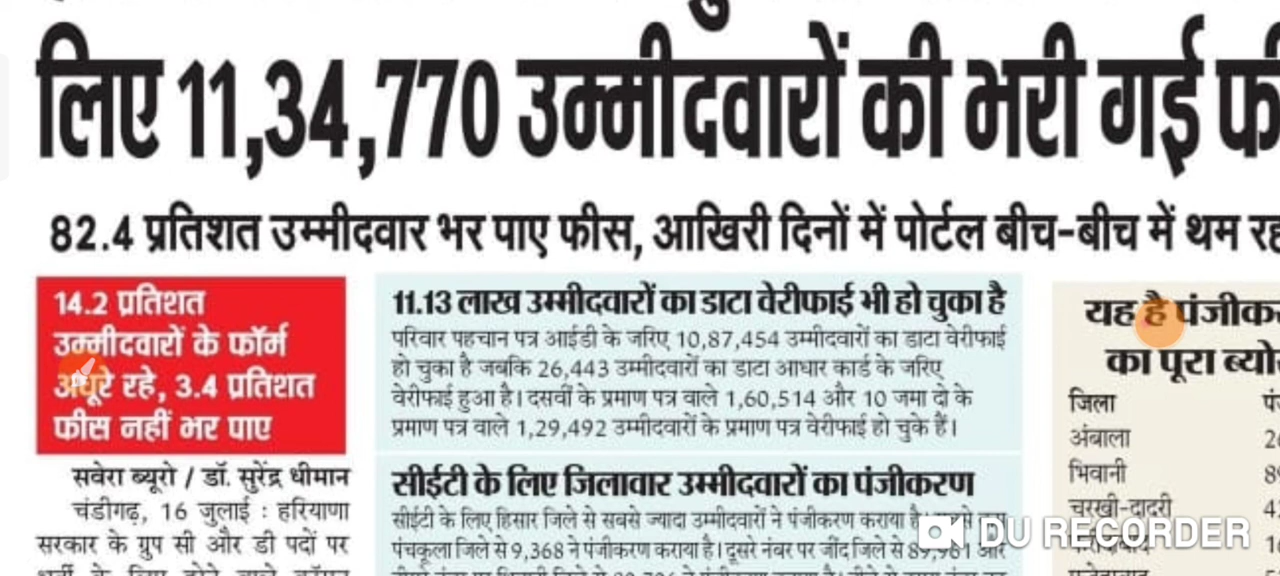 लिए 11,34,770 उम्मीदवारों की भरी गई
82.4 प्रतिशत उम्मीदवार भर पाए फीस, आखिरी दिनों में पोर्टल बीच-बीच में थम
14.2 प्रतिशत
उम्मीदवारों के फॉर्म
अधूरे रहे, 3.4 प्रतिशत
फीस नहीं भर पाए
सवेरा ब्यूरो / डॉ. सुरेंद्र धीमान
चंडीगढ़, 16 जुलाई : हरियाणा
सरकार के ग्रुप सी और डी पदों पर
11.13 लाख उम्मीदवारों का डाटा वेरीफाई भी हो चुका है
परिवार पहचान पत्र आईडी के जरिए 10,87,454 उम्मीदवारों का डाटा वेरीफाई
हो चुका है जबकि 26,443 उम्मीदवारों का डाटा आधार कार्ड के जरिए
वेरीफाई हुआ है। दसवीं के प्रमाण पत्र वाले 1,60,514 और 10 जमा दो के
प्रमाण पत्र वाले 1,29,492 उम्मीदवारों के प्रमाण पत्र वेरीफाई हो चुके हैं।
सीईटी के लिए जिलावार उम्मीदवारों का पंजीकरण
सीईटी के लिए हिसार जिले से सबसे ज्यादा उम्मीदवारों ने पंजीकरण कराया है।
पंचकूला जिले से 9,368 ने पंजीकरण कराया है। दूसरे नंबर पर जींद जिले से
यह है
का पूरा
जिला
अंबाला
भिवानी
चरखी-दादरी
DU RECORDER